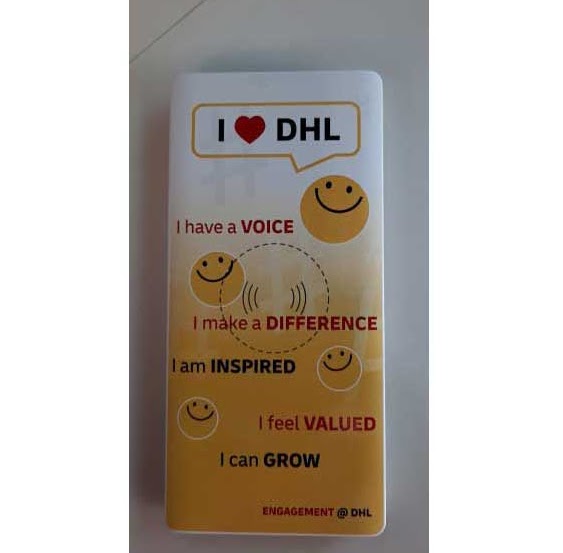 I ❤ DHL
I have a VOICE
I make a DIFFERENCE
I am INSPIRED
I feel VALUED
I can GROW
ENGAGEMENT @ DHL